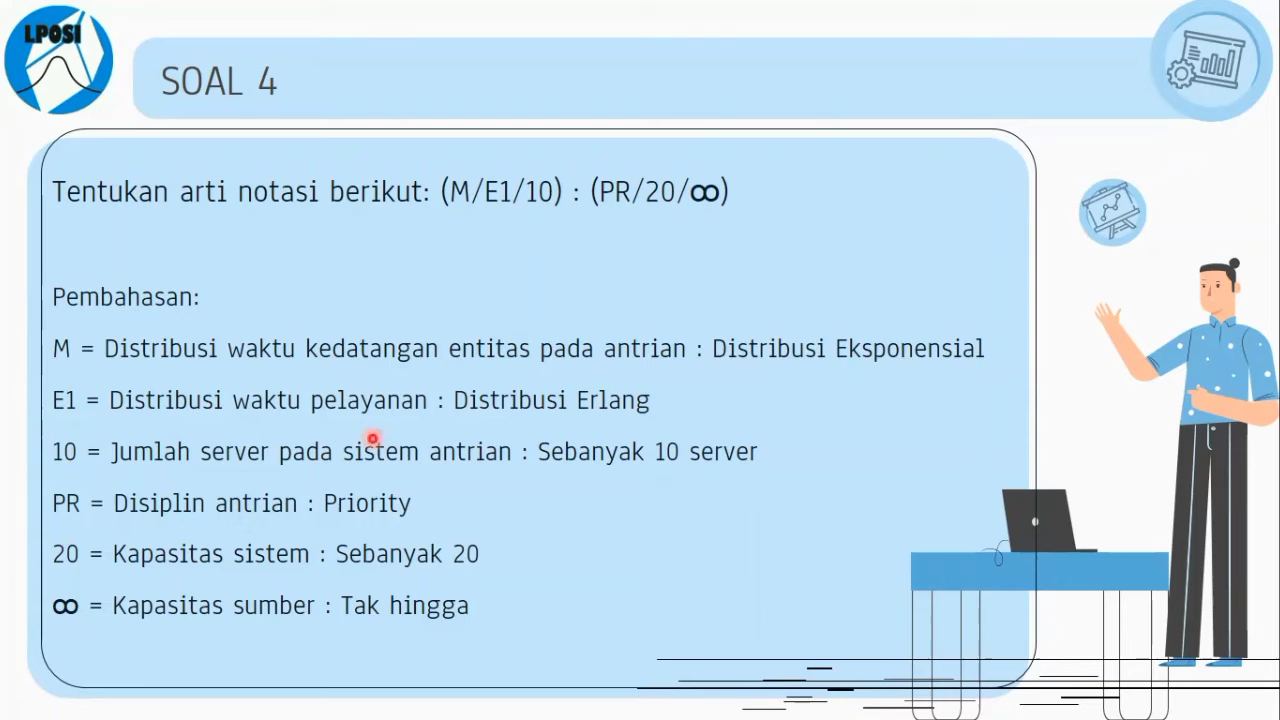 LPOSI
SOAL 4
Tentukan arti notasi berikut: (M/E1/10) : (PR/20/∞)
Pembahasan:
M = Distribusi waktu kedatangan entitas pada antrian : Distribusi Eksponensial
E1 = Distribusi waktu pelayanan : Distribusi Erlang
10 = Jumlah server pada sistem antrian : Sebanyak 10 server
PR = Disiplin antrian : Priority
20 = Kapasitas sistem : Sebanyak 20
∞ = Kapasitas sumber : Tak hingga